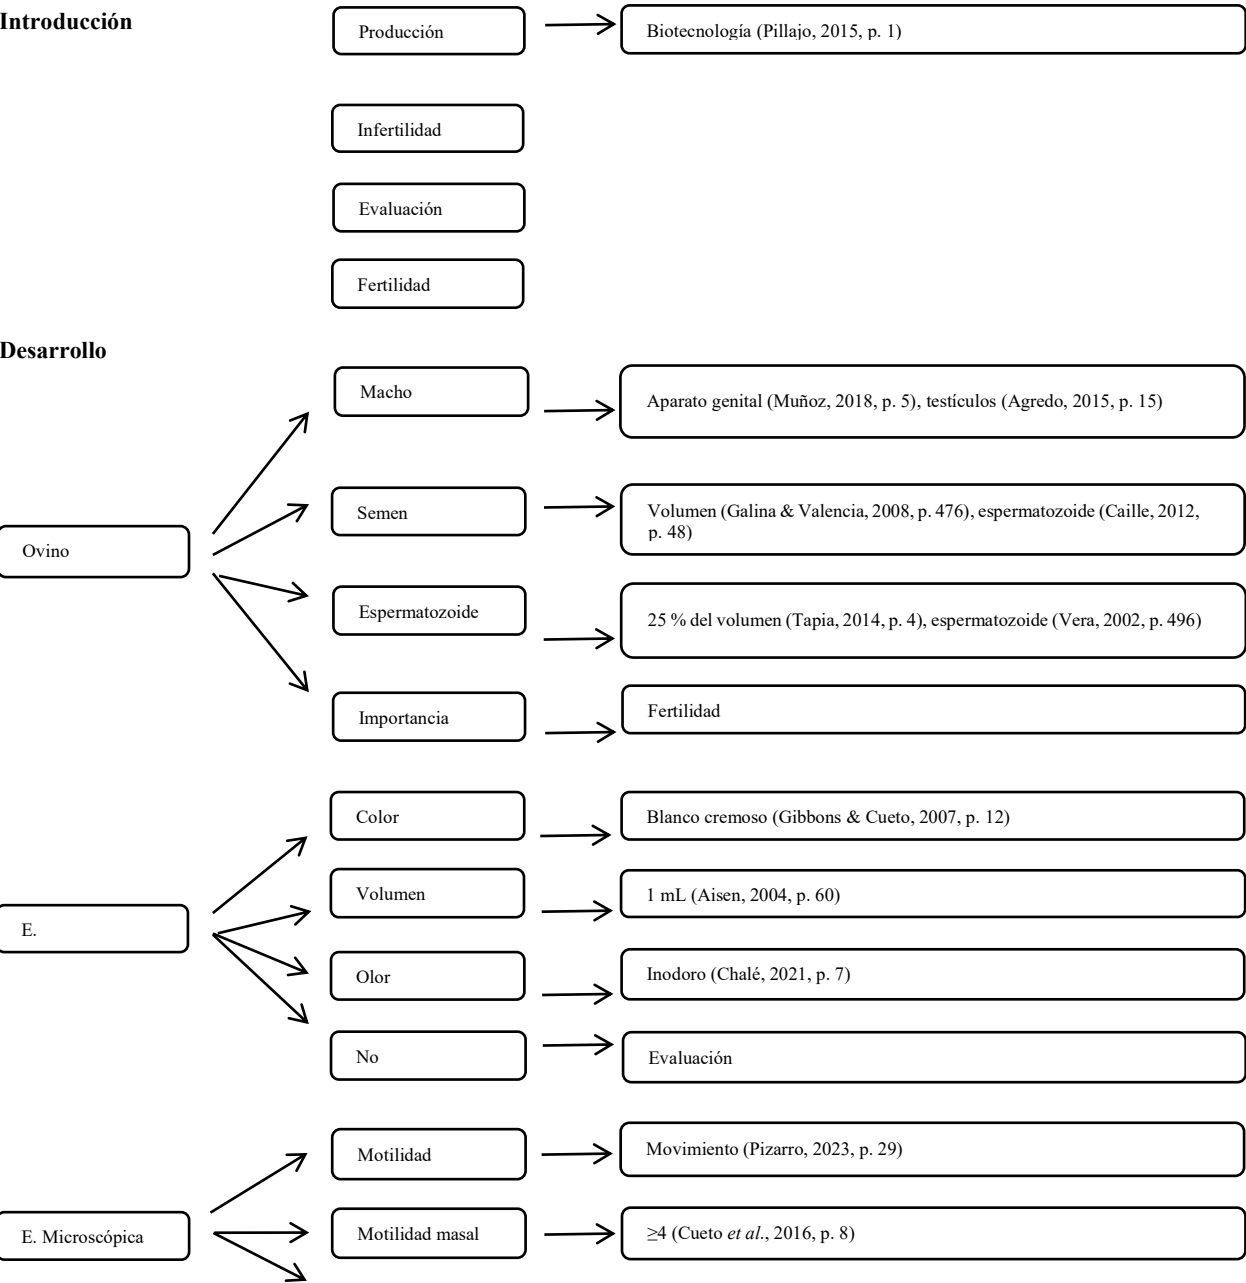 Introducción
Producción
Biotecnología (Pillajo, 2015, p. 1)
Infertilidad
Evaluación
Fertilidad
Desarrollo
Macho
Aparato genital (Muñoz, 2018, p. 5), testículos (Agredo, 2015, p. 15)
Semen
Volumen (Galina & Valencia, 2008, p. 476), espermatozoide (Caille, 2012,
p. 48)
Ovino
Espermatozoide
25 % del volumen (Tapia, 2014, p. 4), espermatozoide (Vera, 2002, p. 496)
Importancia
Fertilidad
Color
Blanco cremoso (Gibbons & Cueto, 2007, p. 12)
Volumen
1 mL (Aisen, 2004, p. 60)
E.
Olor
Inodoro (Chalé, 2021, p. 7)
No
Evaluación
Motilidad
Movimiento (Pizarro, 2023, p. 29)
E. Microscópica
Motilidad masal
≥4 (Cueto et al., 2016, p. 8)